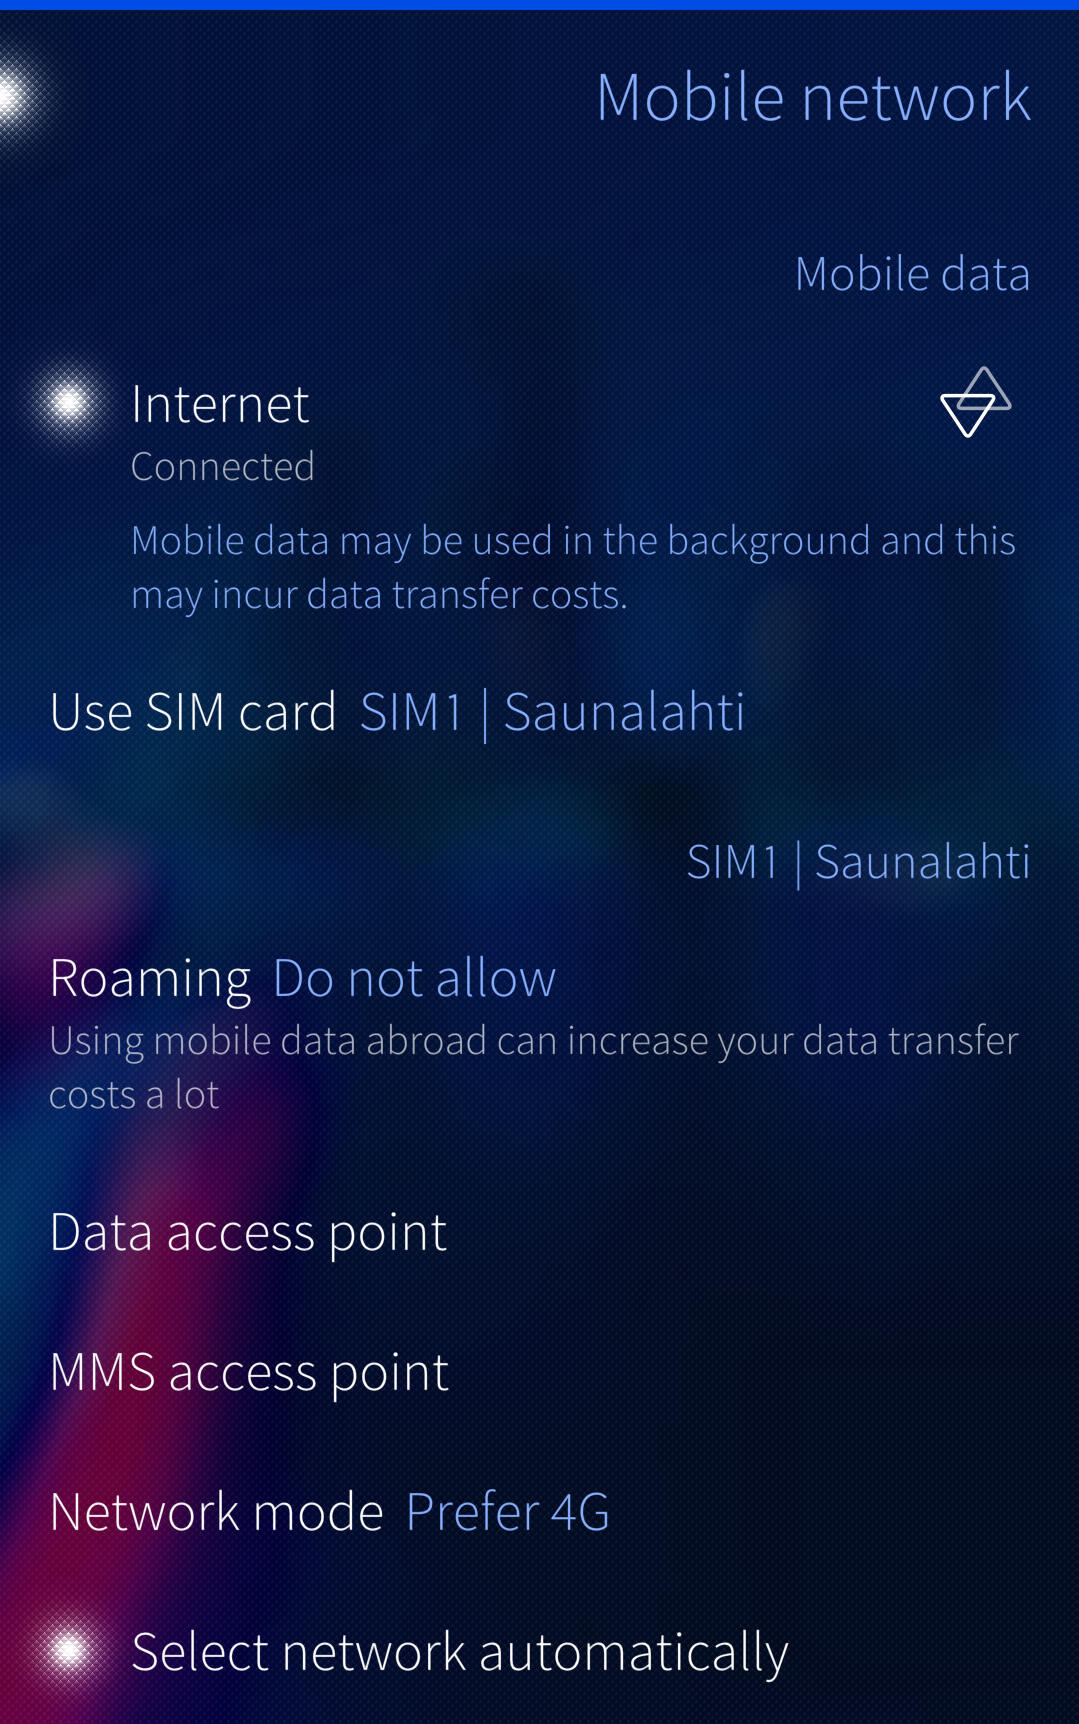 Mobile network
Mobile data
Internet
Connected
Mobile data may be used in the background and this
may incur data transfer costs.
Use SIM card SIM1 | Saunalahti
SIM1 | Saunalahti
Roaming Do not allow
Using mobile data abroad can increase your data transfer
costs a lot
Data access point
MMS access point
Network mode Prefer 4G
Select network automatically